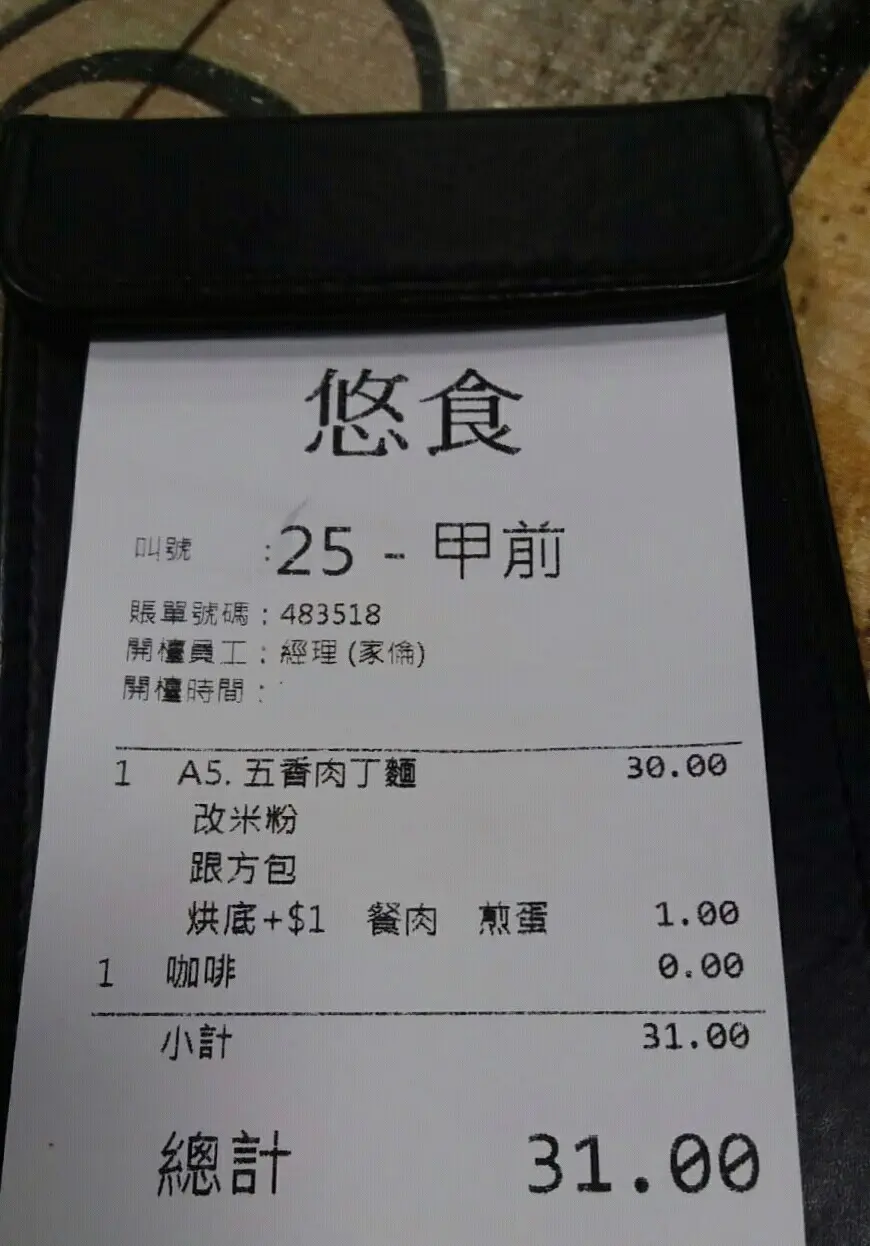 悠食
叫號 :25 - 甲前
賬單號碼 : 483518
開檯員工 : 經理 (家倫)
開檯時間 :
1 A5. 五香肉丁麵 30.00
改米粉
跟方包
烘底+$1 餐肉 煎蛋 1.00
1 咖啡 0.00
小計 31.00
總計 31.00